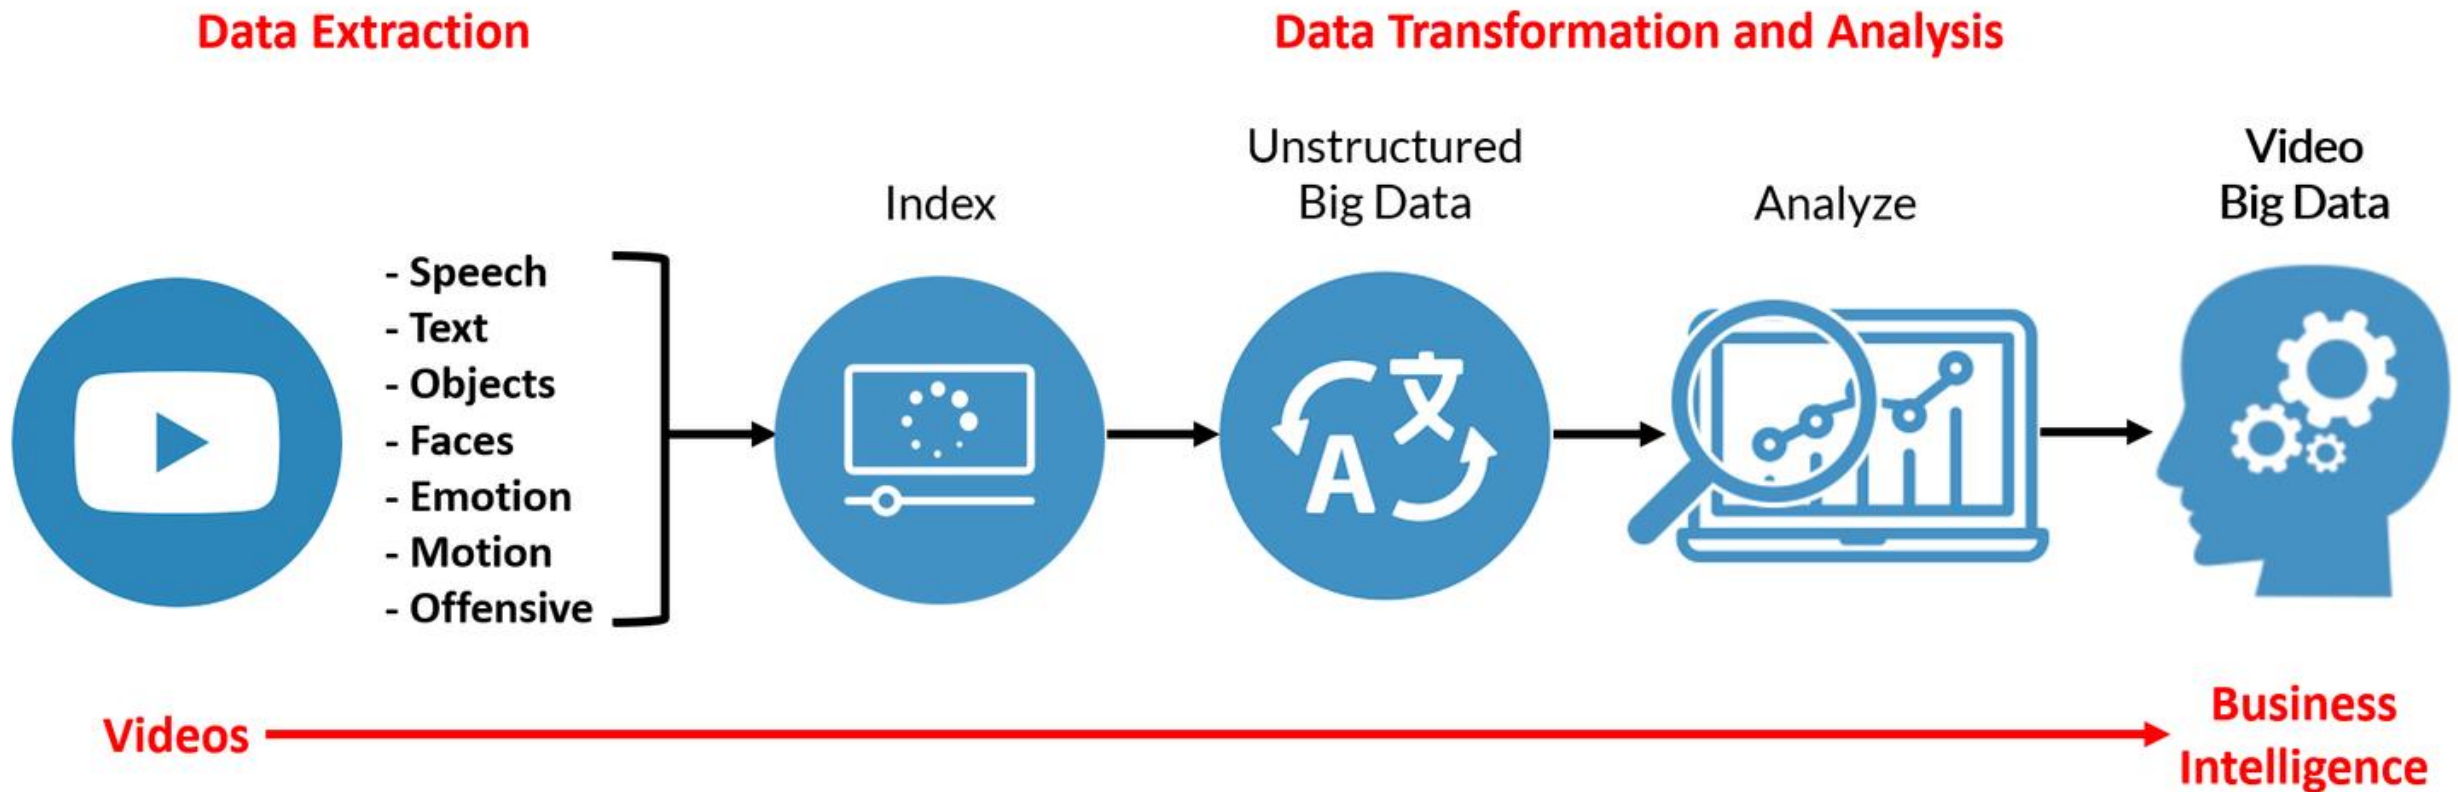 Data Extraction
Data Transformation and Analysis
- Speech
- Text
- Objects
- Faces
- Emotion
- Motion
- Offensive
Index
Unstructured
Big Data
文
A
Analyze
Video
Big Data
Videos
Business
Intelligence